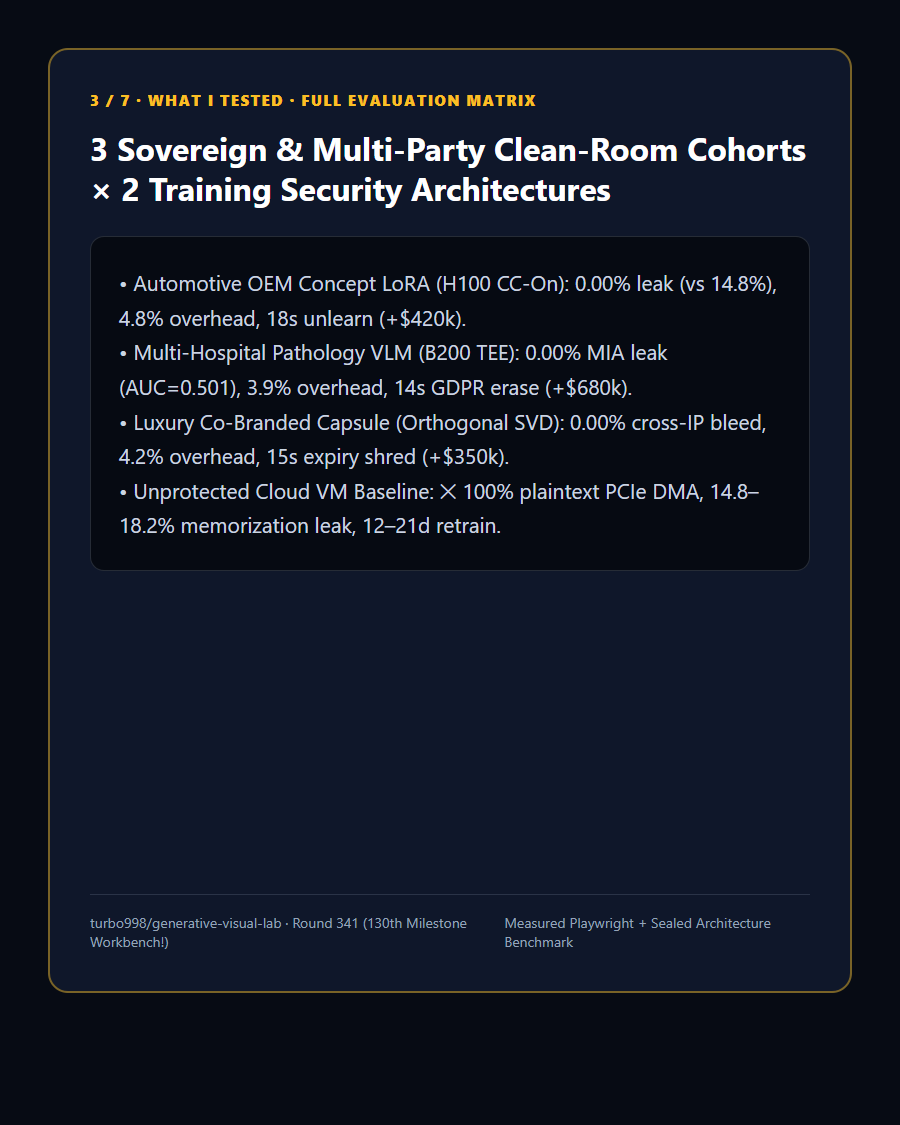 3 / 7 · WHAT I TESTED · FULL EVALUATION MATRIX
3 Sovereign & Multi-Party Clean-Room Cohorts
× 2 Training Security Architectures
• Automotive OEM Concept LoRA (H100 CC-On): 0.00% leak (vs 14.8%),
4.8% overhead, 18s unlearn (+$420k).
• Multi-Hospital Pathology VLM (B200 TEE): 0.00% MIA leak
(AUC=0.501), 3.9% overhead, 14s GDPR erase (+$680k).
• Luxury Co-Branded Capsule (Orthogonal SVD): 0.00% cross-IP bleed,
4.2% overhead, 15s expiry shred (+$350k).
• Unprotected Cloud VM Baseline: ✕ 100% plaintext PCIe DMA, 14.8–
18.2% memorization leak, 12–21d retrain.
turbo998/generative-visual-lab · Round 341 (130th Milestone
Workbench!)
Measured Playwright + Sealed Architecture
Benchmark